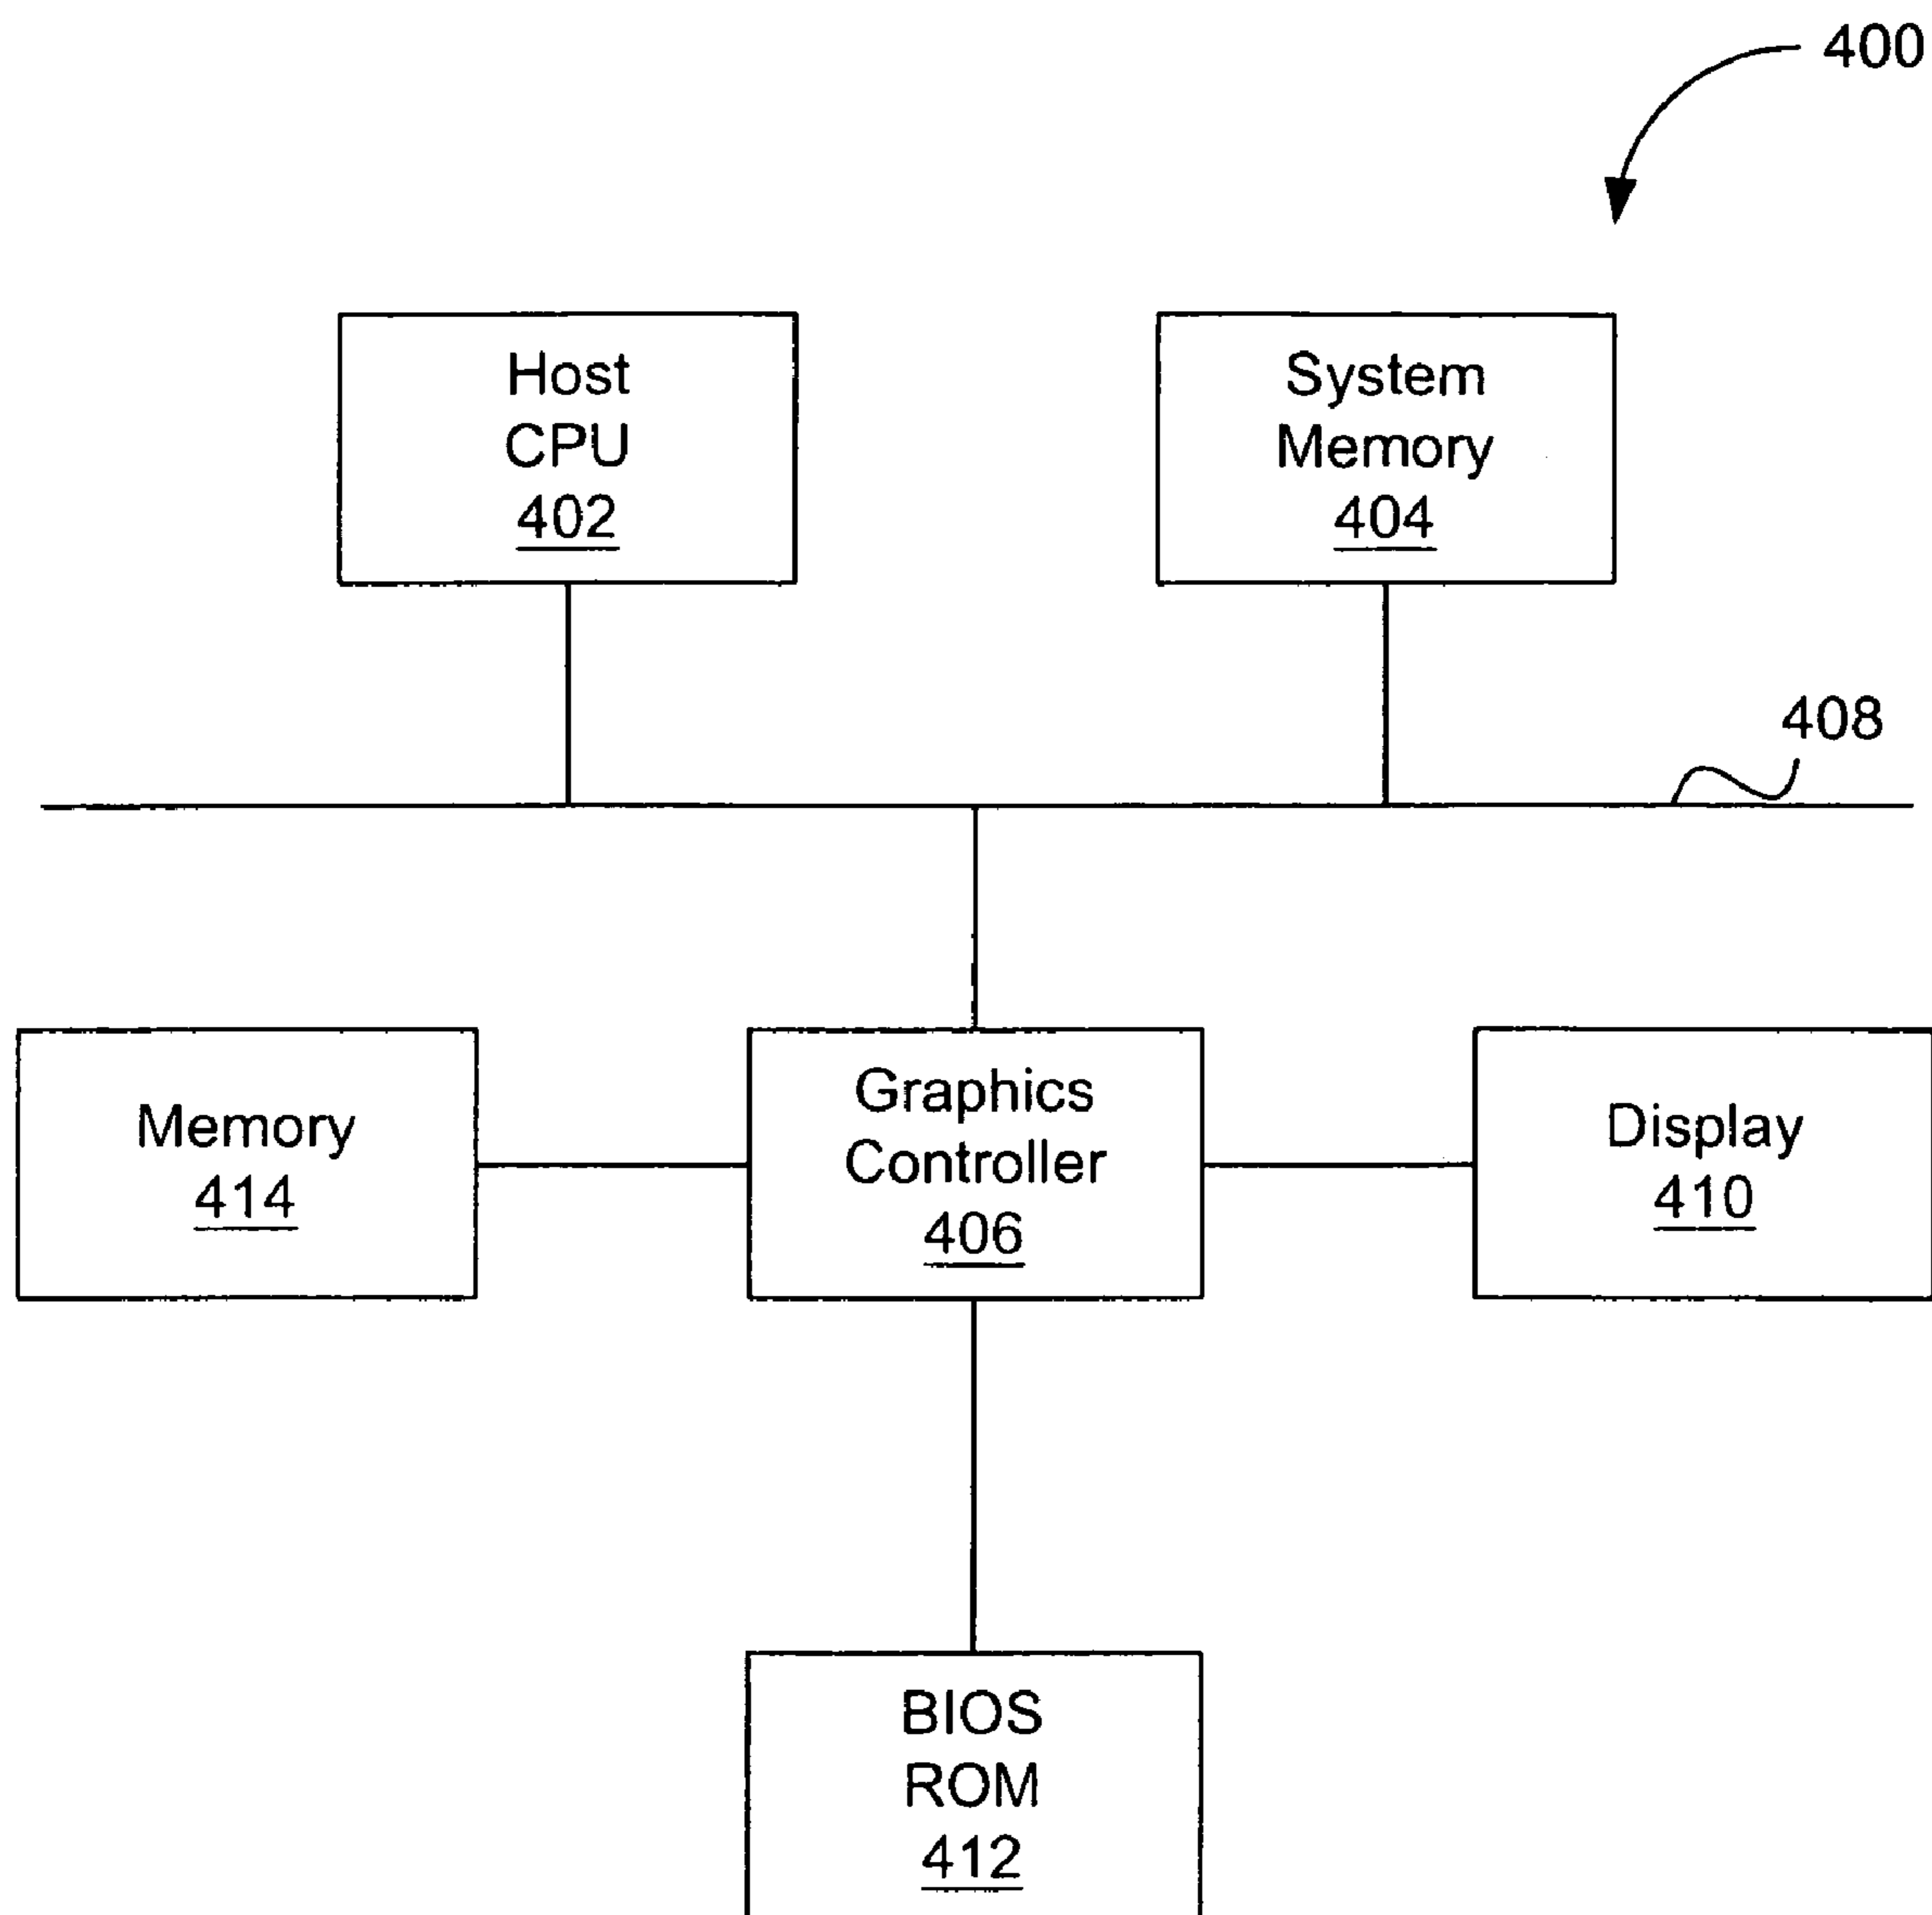 400
Host
CPU
402
System
Memory
404
408
Memory
414
Graphics
Controller
406
Display
410
BIOS
ROM
412